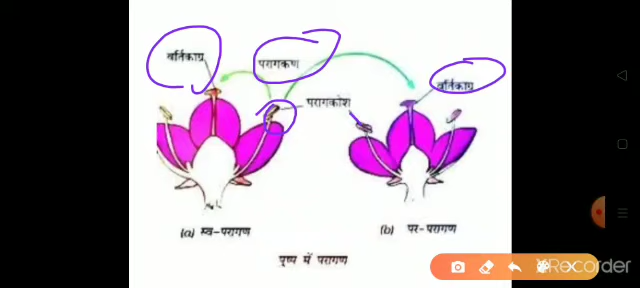 वर्तिकाग्र
परागकण
वर्तिकाग्र
परागकोश
(a) स्व-परागण
(b) पर-परागण
पुष्प में परागण
Recorder